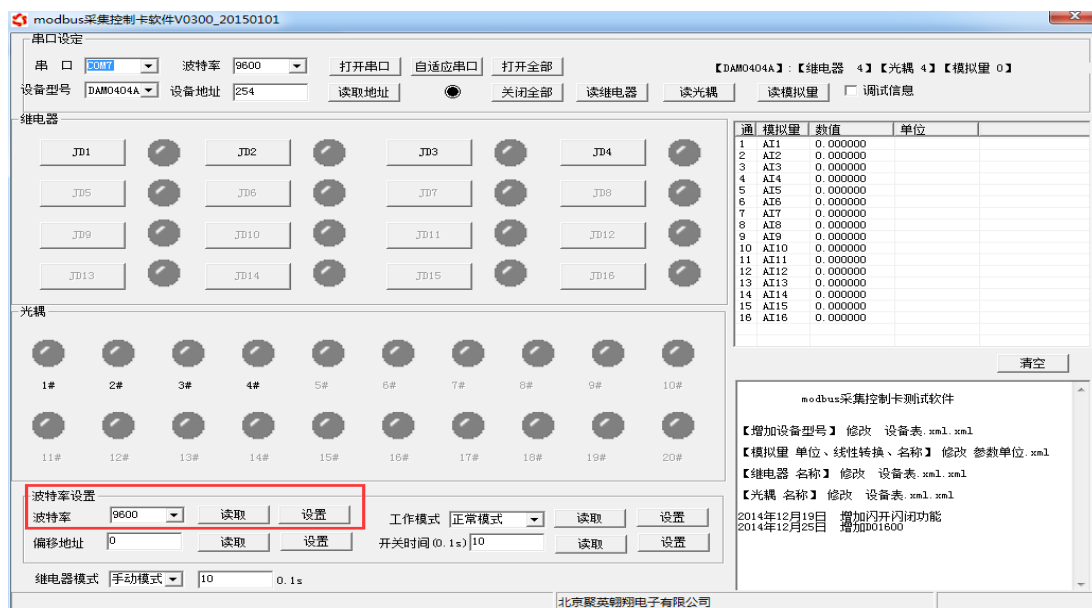 modbus采集控制卡软件V0300_20150101
串口设定
串 口 COM7 波特率 9600 打开串口 自适应串口 打开全部 【DAM0404A】:【继电器 4】【光耦 4】【模拟量 0】
设备型号 DAM0404A 设备地址 254 读取地址 关闭全部 读继电器 读光耦 读模拟量 调试信息
继电器
JD1 JD2 JD3 JD4
JD5 JD6 JD7 JD8
JD9 JD10 JD11 JD12
JD13 JD14 JD15 JD16
通 模拟量 数值 单位
1 AI1 0.000000
2 AI2 0.000000
3 AI3 0.000000
4 AI4 0.000000
5 AI5 0.000000
6 AI6 0.000000
7 AI7 0.000000
8 AI8 0.000000
9 AI9 0.000000
10 AI10 0.000000
11 AI11 0.000000
12 AI12 0.000000
13 AI13 0.000000
14 AI14 0.000000
15 AI15 0.000000
16 AI16 0.000000
清空
光耦
1# 2# 3# 4# 5# 6# 7# 8# 9# 10#
11# 12# 13# 14# 15# 16# 17# 18# 19# 20#
modbus采集控制卡测试软件
【增加设备型号】 修改 设备表.xml.xml
【模拟量 单位、线性转换、名称】 修改 参数单位.xml
【继电器 名称】 修改 设备表.xml.xml
【光耦 名称】 修改 设备表.xml.xml
2014年12月19日 增加闪开闪闭功能
2014年12月25日 增加DO1600
波特率设置
波特率 9600 读取 设置 工作模式 正常模式 读取 设置
偏移地址 0 读取 设置 开关时间(0.1s) 10 读取 设置
继电器模式 手动模式 10 0.1s
北京聚英翱翔电子有限公司